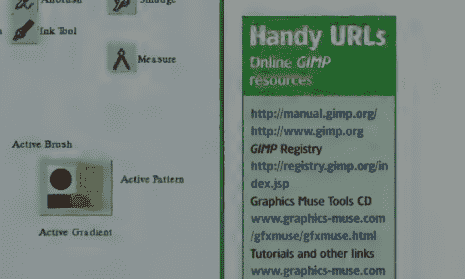 Airbrush
Smudge
Ink Tool
Measure
Active Brush
Active Pattern
Active Gradient
Handy URLs
Online GIMP
resources
http://manual.gimp.org/
http://www.gimp.org
GIMP Registry
http://registry.gimp.org/in
dex.jsp
Graphics Muse Tools CD
www.graphics-muse.com
/gfxmuse/gfxmuse.html
Tutorials and other links
www.graphics-muse.com